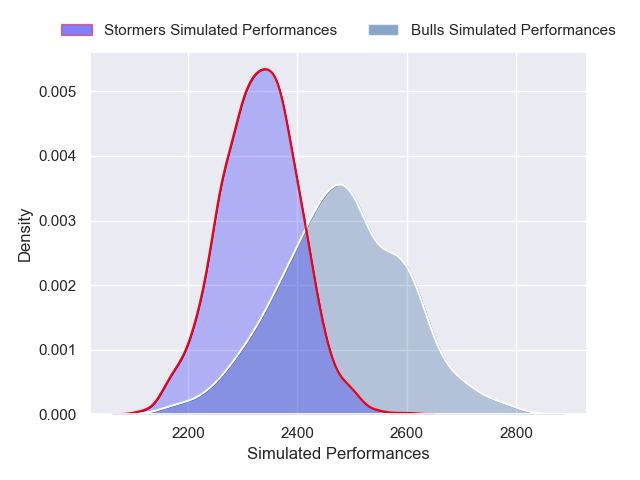 Stormers Simulated Performances Bulls Simulated Performances
0.005
0.004
0.003
0.002
0.001
0.000
Density
2200 2400 2600 2800
Simulated Performances